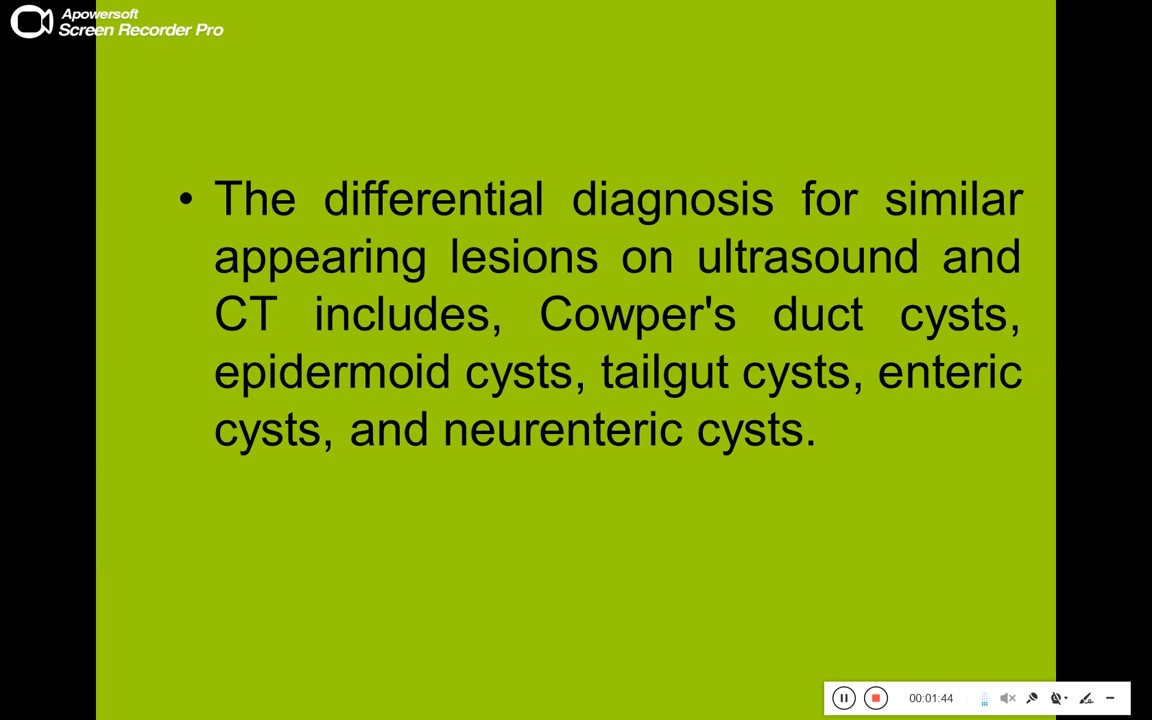 Apowersoft
Screen Recorder Pro
• The differential diagnosis for similar
appearing lesions on ultrasound and
CT includes, Cowper's duct cysts,
epidermoid cysts, tailgut cysts, enteric
cysts, and neurenteric cysts.
00:01:44